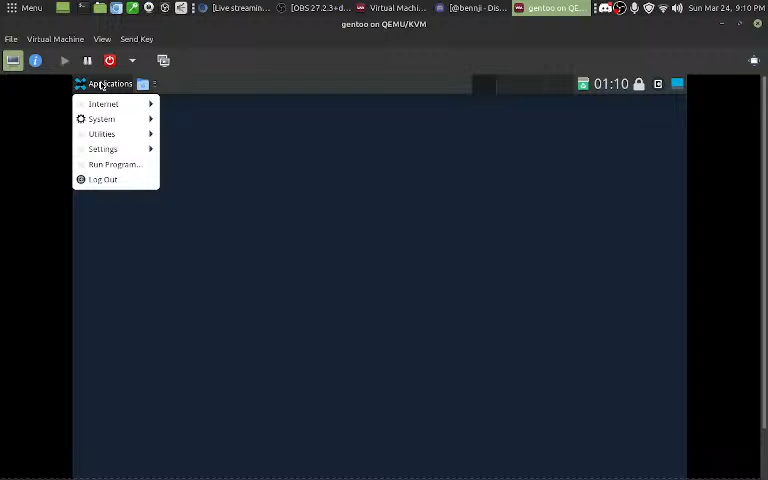 Menu [Live streamin... [OBS 27.2.3+d... Virtual Machi... [@bennji - Dis... gentoo on QE... Sun Mar 24, 9:10 PM
gentoo on QEMU/KVM
File Virtual Machine View Send Key
Applications 01:10
Internet
System
Utilities
Settings
Run Program...
Log Out